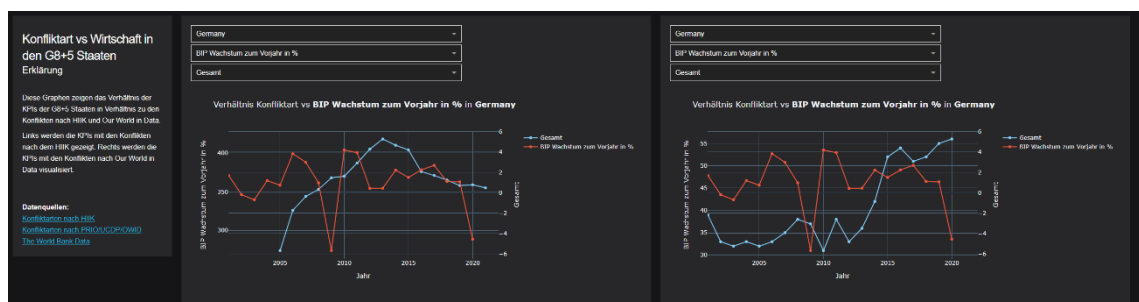 Konfliktart vs Wirtschaft in
den G8+5 Staaten
Erklärung
Diese Graphen zeigen das Verhältnis der
KPIs der G8+5 Staaten in Verhältnis zu den
Konflikten nach HIIK und Our World in Data.
Links werden die KPIs mit den Konflikten
nach dem HIIK gezeigt. Rechts werden die
KPIs mit den Konflikten nach Our World in
Data visualisiert.
Datenquellen:
Konfliktarten nach HIIK
Konfliktarten nach PRIO/UCDP/OWID
The World Bank Data
Germany
BIP Wachstum zum Vorjahr in %
Gesamt
Verhältnis Konfliktart vs BIP Wachstum zum Vorjahr in % in Germany
BIP Wachstum zum Vorjahr in %
400
350
300
6
4
2
0
−2
−4
−6
Gesamt
2005
2010
2015
2020
Jahr
Gesamt
BIP Wachstum zum Vorjahr in %
Germany
BIP Wachstum zum Vorjahr in %
Gesamt
Verhältnis Konfliktart vs BIP Wachstum zum Vorjahr in % in Germany
BIP Wachstum zum Vorjahr in %
55
50
45
40
35
30
6
4
2
0
−2
−4
−6
Gesamt
2005
2010
2015
2020
Jahr
Gesamt
BIP Wachstum zum Vorjahr in %